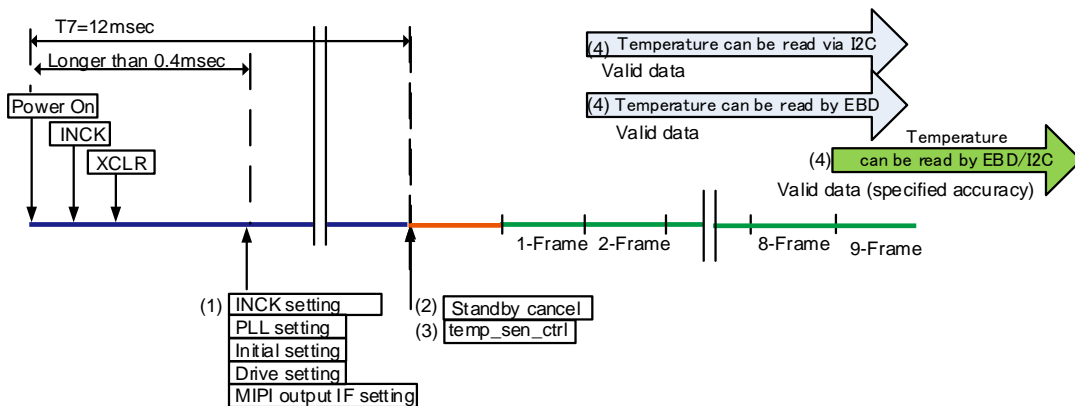 T7=12msec
Longer than 0.4msec
Power On
INCK
XCLR
(4) Temperature can be read via I2C
Valid data
(4) Temperature can be read by EBD
Valid data
Temperature
(4) can be read by EBD/I2C
Valid data (specified accuracy)
1-Frame
2-Frame
8-Frame
9-Frame
(1) INCK setting
PLL setting
Initial setting
Drive setting
MIPI output IF setting
(2) Standby cancel
(3) temp_sen_ctrl